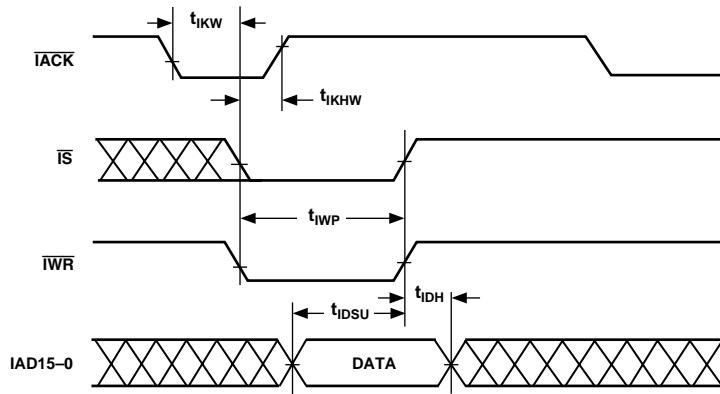 tIKW
IACK
tIKHW
IS
tIWP
IWR
tIDH
tIDSU
IAD15–0
DATA